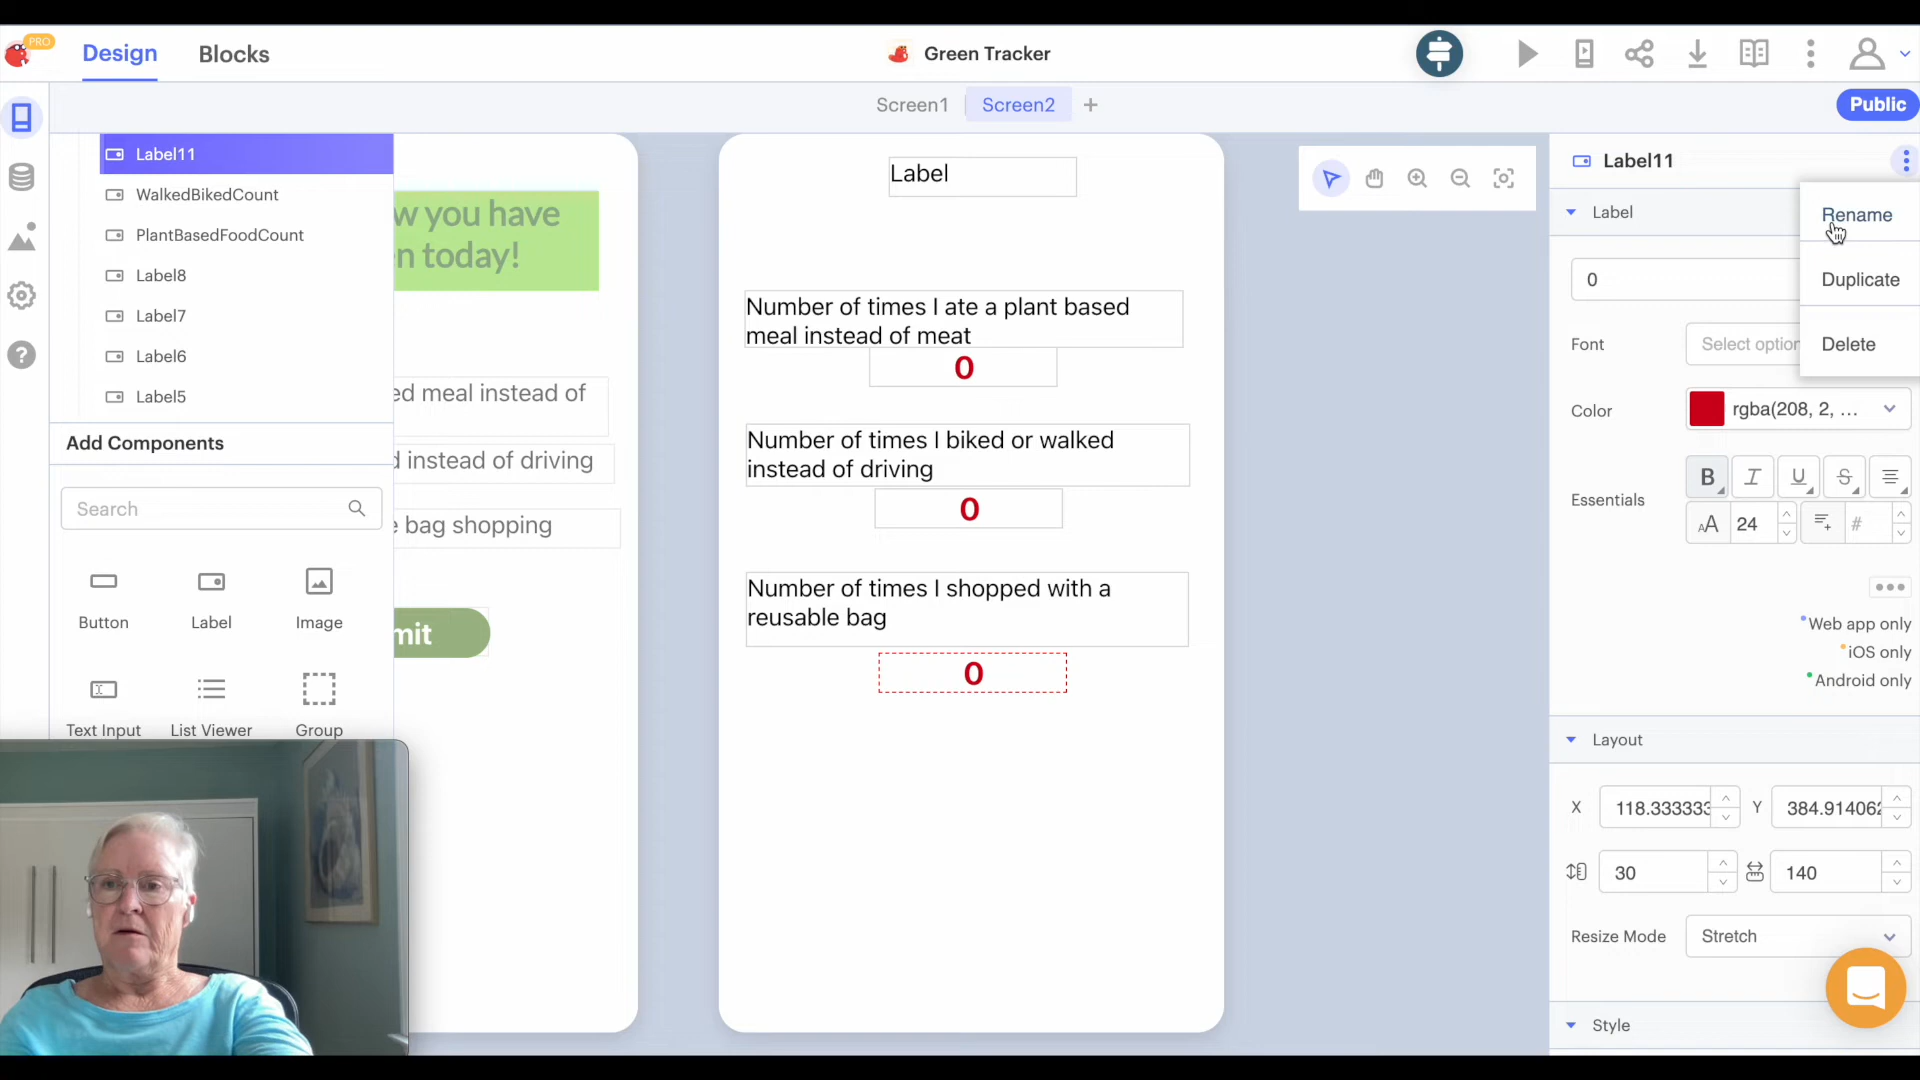 PRO
Design
Blocks
Green Tracker
Screen1
Screen2
+
Public
Label11
WalkedBikedCount
PlantBasedFoodCount
Label8
Label7
Label6
Label5
Add Components
Search
Button
Label
Image
Text Input
List Viewer
Group
w you have
n today!
ed meal instead of
d instead of driving
e bag shopping
mit
Label
Number of times I ate a plant based
meal instead of meat
0
Number of times I biked or walked
instead of driving
0
Number of times I shopped with a
reusable bag
0
Label11
Rename
Duplicate
Delete
Label
0
Font
Select option
Color
rgba(208, 2, ...
Essentials
B I U S
AA 24 #
Web app only
iOS only
Android only
Layout
X 118.333333 Y 384.914062
30 140
Resize Mode
Stretch
Style